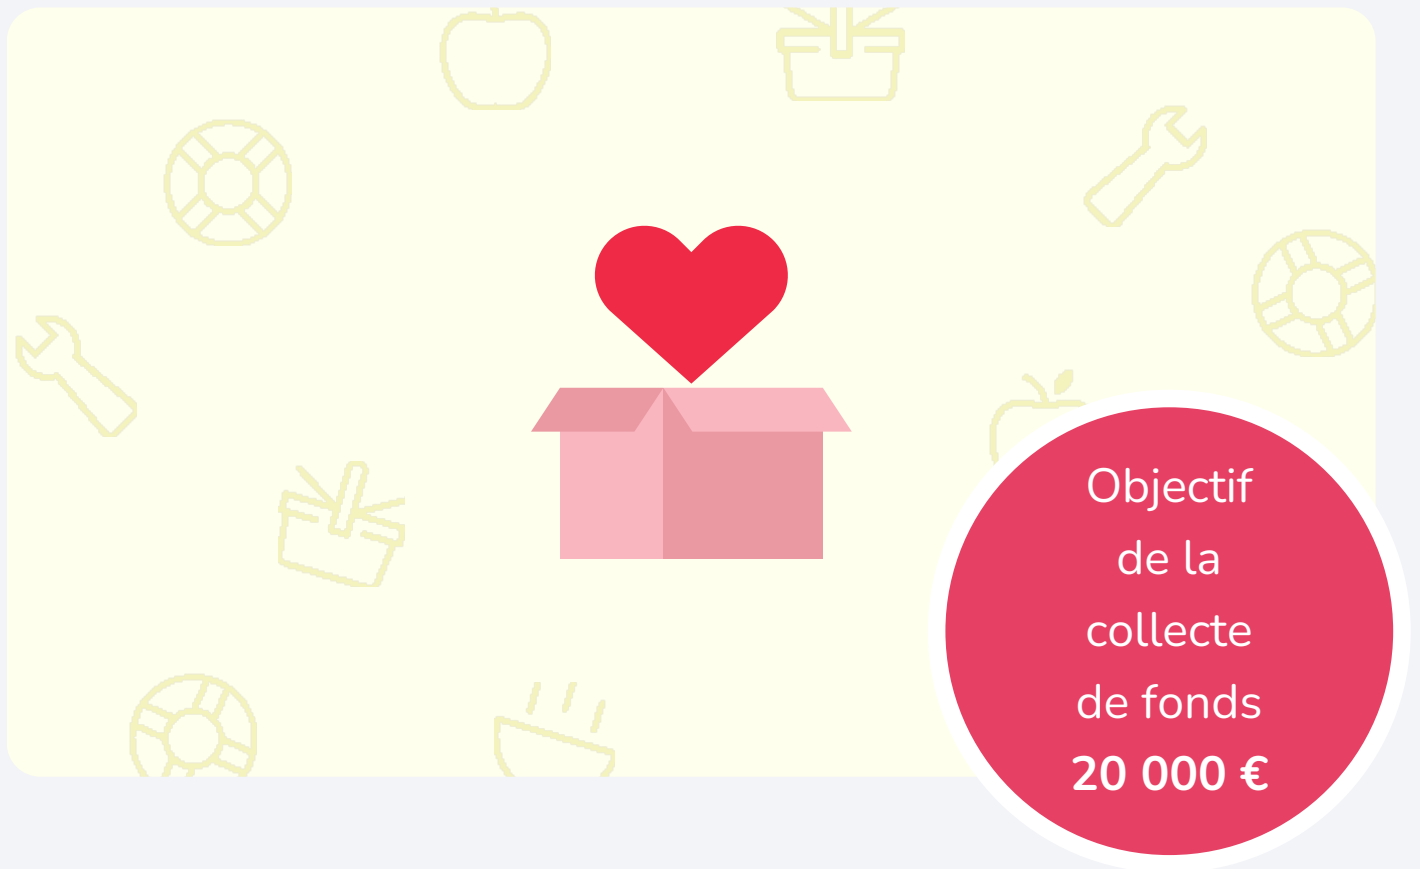 Objectif
de la
collecte
de fonds
20 000 €